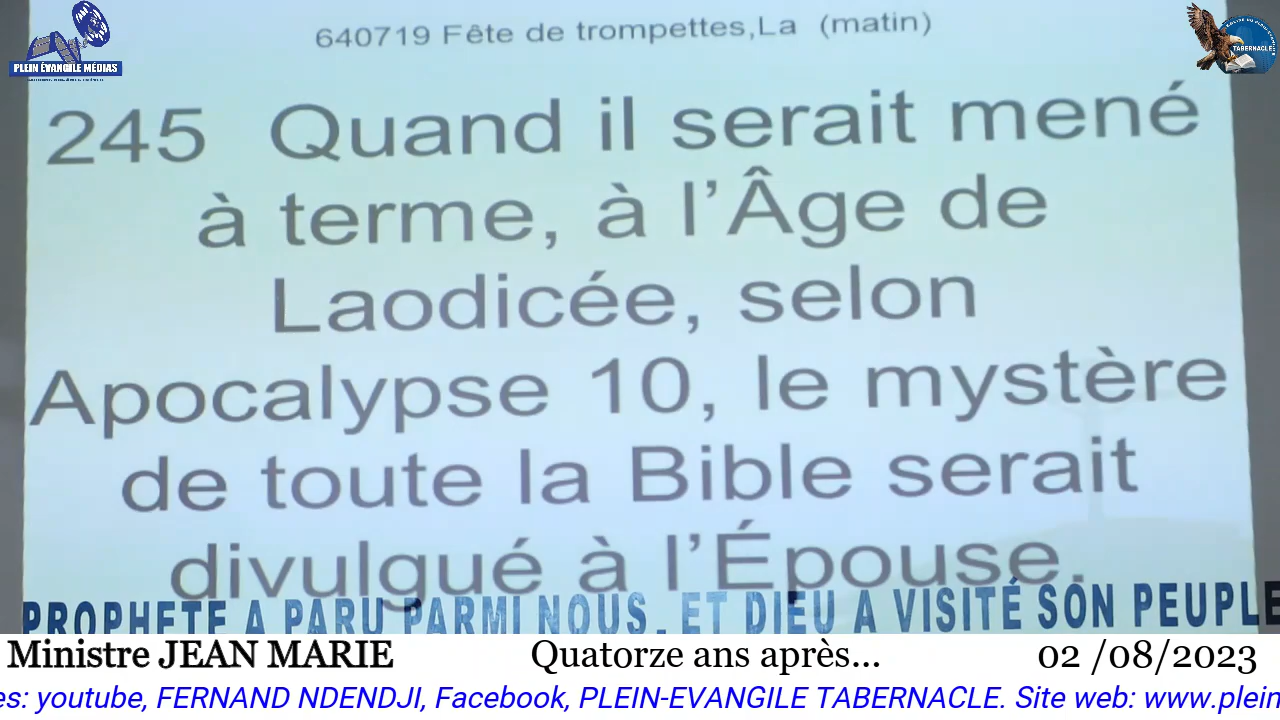 640719 Fête de trompettes,La (matin)
PLEIN ÉVANGILE MÉDIAS
TABERNACLE
245 Quand il serait mené
à terme, à l’Âge de
Laodicée, selon
Apocalypse 10, le mystère
de toute la Bible serait
divulgué à l’Épouse.
PROPHETE A PARU PARMI NOUS, ET DIEU A VISITÉ SON PEUPLE
Ministre JEAN MARIE Quatorze ans après... 02 /08/2023
es: youtube, FERNAND NDENDJI, Facebook, PLEIN-EVANGILE TABERNACLE. Site web: www.plein